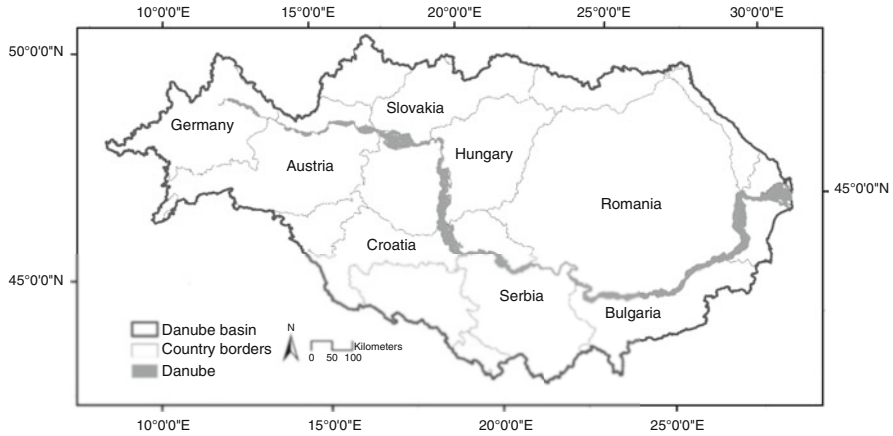 10°0'0"E 15°0'0"E 20°0'0"E 25°0'0"E 30°0'0"E
50°0'0"N
Slovakia
Germany
Hungary
Austria
45°0'0"N
Romania
Croatia
45°0'0"N
Serbia
Bulgaria
Danube basin
Country borders
Danube
N
Kilometers
0 50 100
10°0'0"E 15°0'0"E 20°0'0"E 25°0'0"E